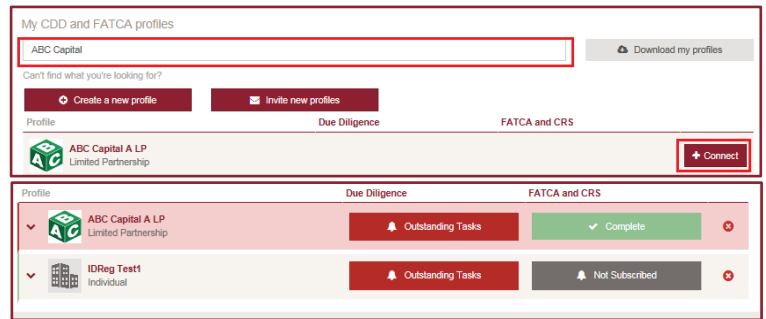 My CDD and FATCA profiles
ABC Capital
Download my profiles
Can't find what you're looking for?
Create a new profile
Invite new profiles
Profile Due Diligence FATCA and CRS
ABC
ABC Capital A LP
Limited Partnership
Connect
Profile Due Diligence FATCA and CRS
ABC
ABC Capital A LP
Limited Partnership
Outstanding Tasks
Complete
IDReg Test1
Individual
Outstanding Tasks
Not Subscribed